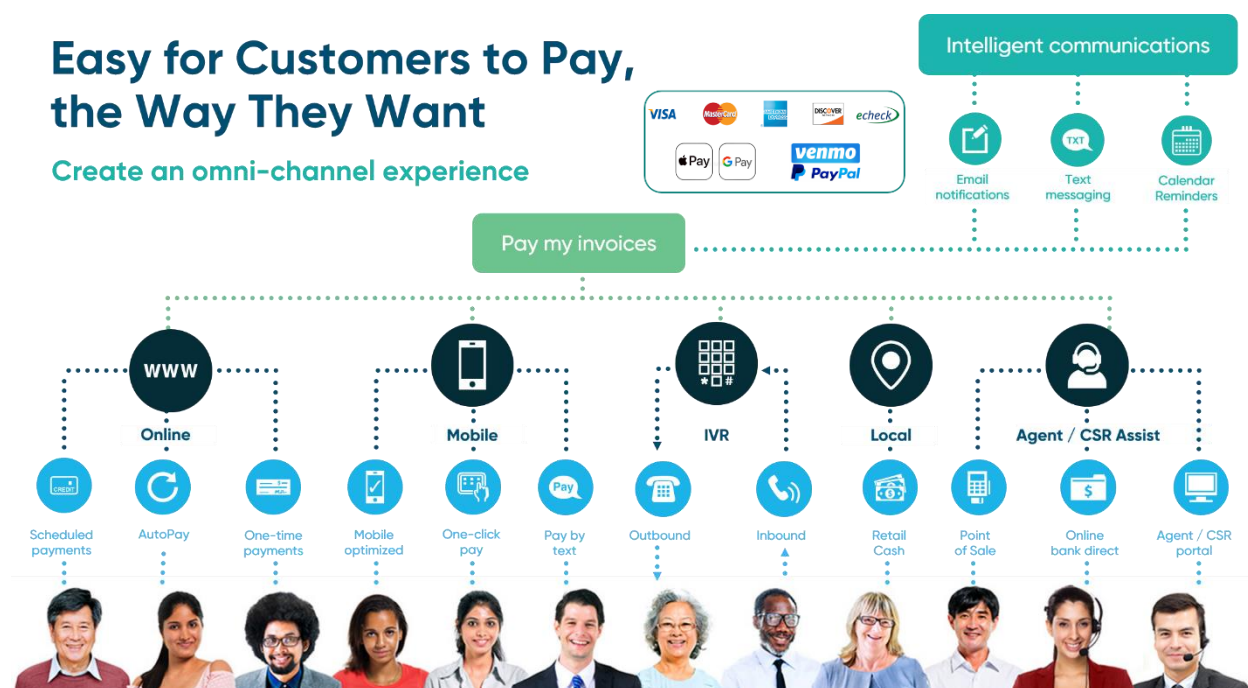 Easy for Customers to Pay,
the Way They Want
Create an omni-channel experience
VISA
MasterCard
DISCOVER
echeck
Pay
G Pay
venmo
PayPal
Intelligent communications
TXT
Email
notifications
Text
messaging
Calendar
Reminders
Pay my invoices
www
* #
Online
Mobile
IVR
Local
Agent / CSR Assist
CREDIT
Pay
$
Scheduled
payments
AutoPay
One-time
payments
Mobile
optimized
One-click
pay
Pay by
text
Outbound
Inbound
Retail
Cash
Point
of Sale
Online
bank direct
Agent / CSR
portal